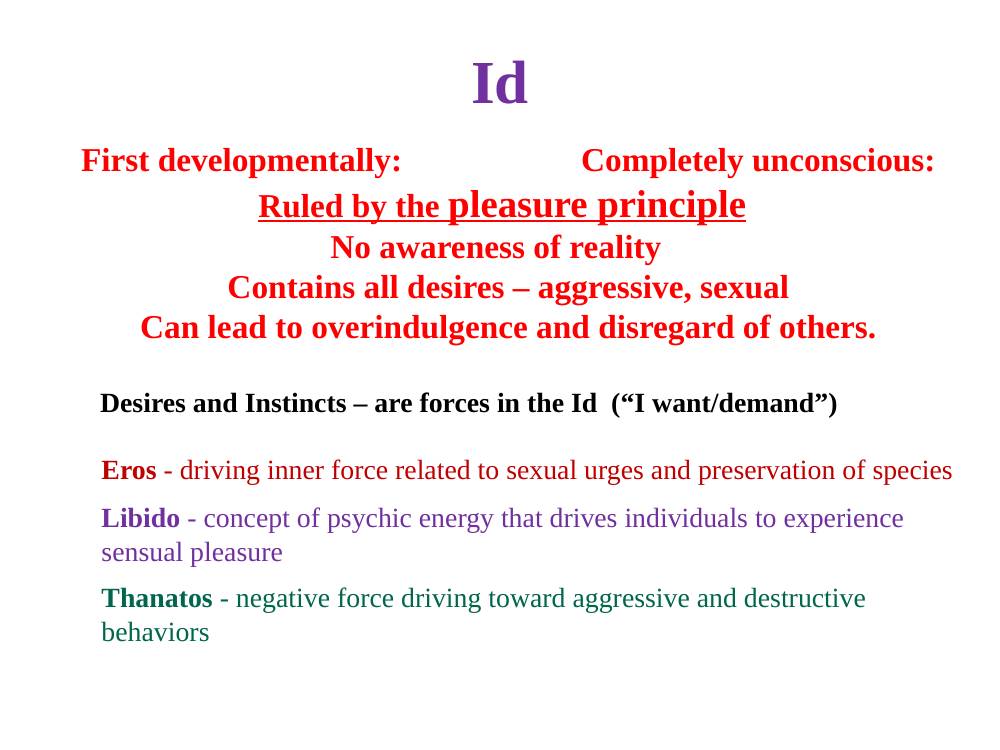 Id
First developmentally: Completely unconscious:
Ruled by the pleasure principle
No awareness of reality
Contains all desires – aggressive, sexual
Can lead to overindulgence and disregard of others.
Desires and Instincts – are forces in the Id (“I want/demand”)
Eros - driving inner force related to sexual urges and preservation of species
Libido - concept of psychic energy that drives individuals to experience
sensual pleasure
Thanatos - negative force driving toward aggressive and destructive
behaviors